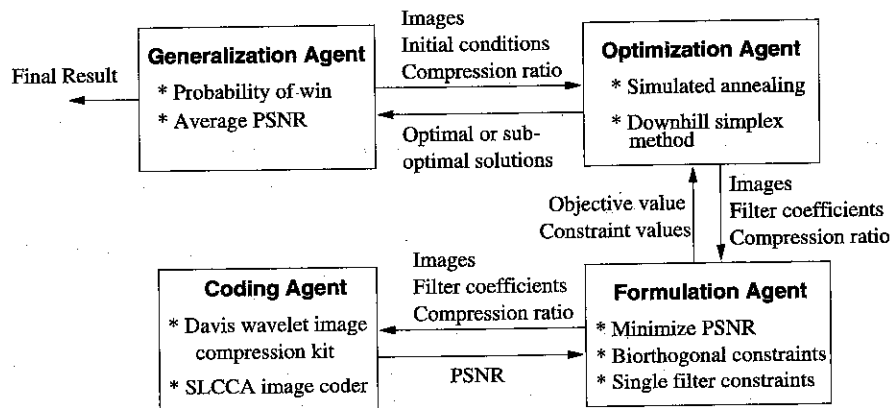 Final Result
Generalization Agent
* Probability of win
* Average PSNR
Images
Initial conditions
Compression ratio
Optimal or sub-
optimal solutions
Optimization Agent
* Simulated annealing
* Downhill simplex
method
Objective value
Constraint values
Images
Filter coefficients
Compression ratio
Coding Agent
* Davis wavelet image
compression kit
* SLCCA image coder
Images
Filter coefficients
Compression ratio
PSNR
Formulation Agent
* Minimize PSNR
* Biorthogonal constraints
* Single filter constraints